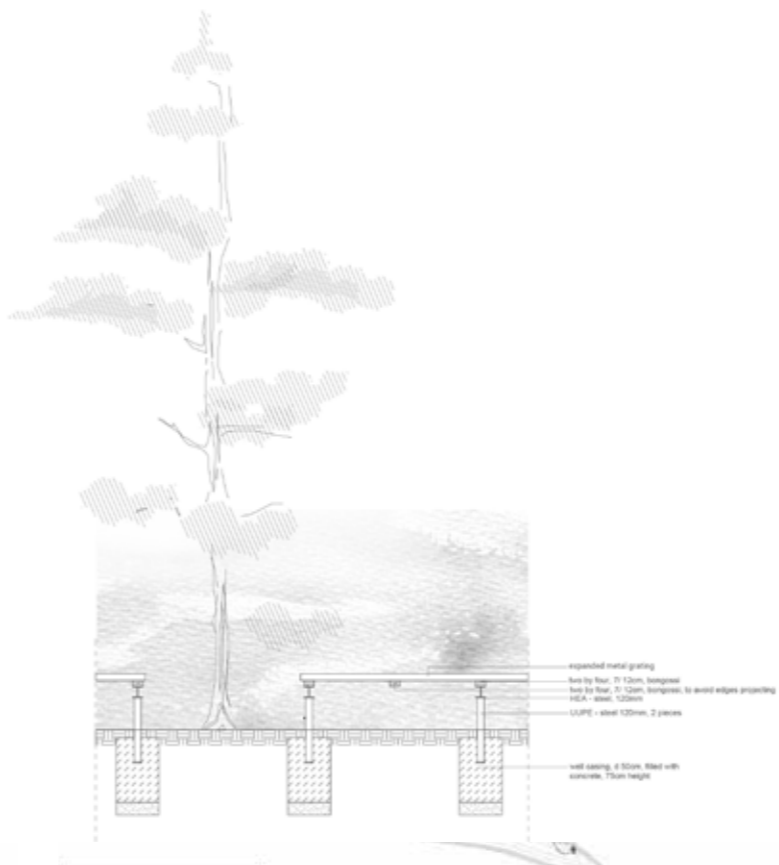 expanded metal grating
two by four, 7/ 12cm, bongossi
two by four, 7/ 12cm, bongossi, to avoid edges projecting
HEA - steel, 120mm
UUPE - steel 120mm, 2 pieces
well casing, d 50cm, filled with
concrete, 75cm height